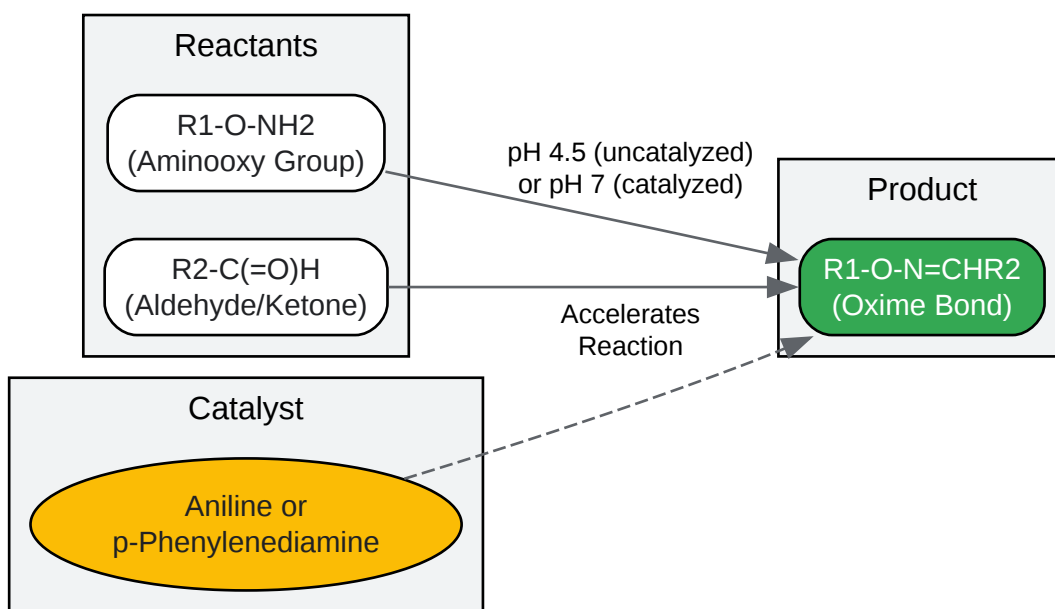 Reactants
R1-O-NH2
(Aminooxy Group)
R2-C(=O)H
(Aldehyde/Ketone)
pH 4.5 (uncatalyzed)
or pH 7 (catalyzed)
Accelerates
Reaction
Product
R1-O-N=CHR2
(Oxime Bond)
Catalyst
Aniline or
p-Phenylenediamine